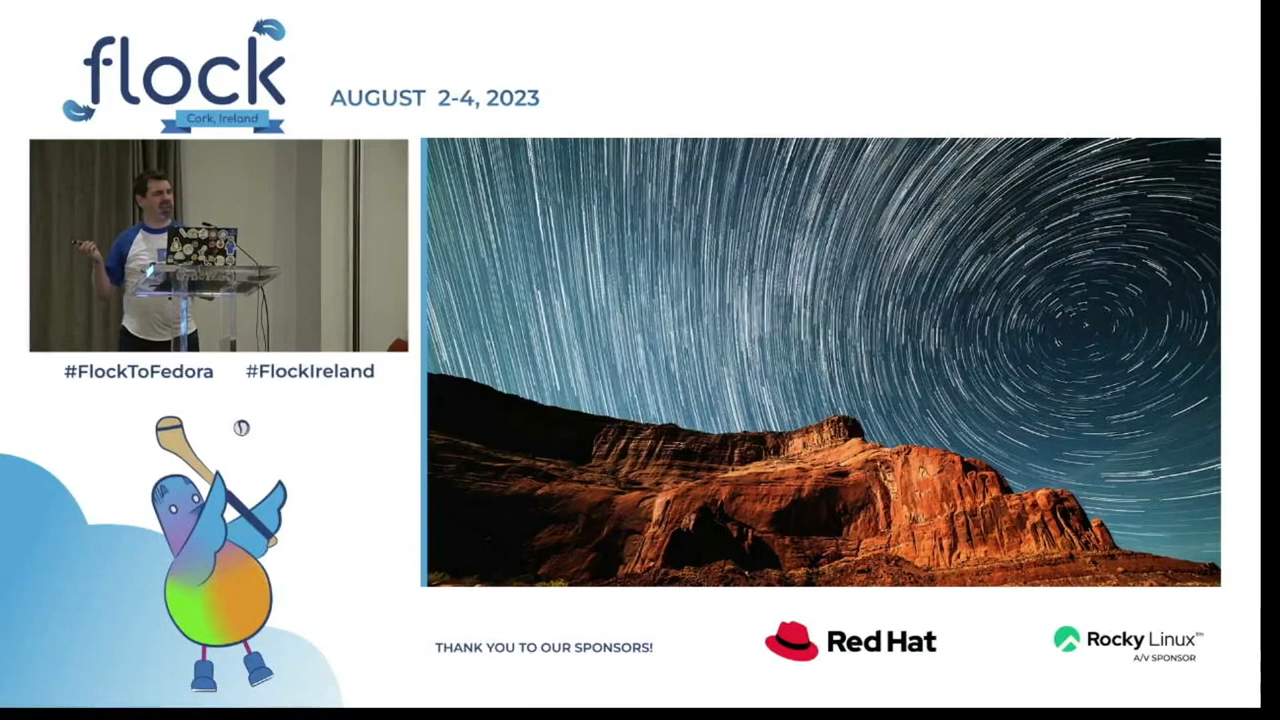 flock
Cork, Ireland
AUGUST 2-4, 2023
#FlockToFedora #FlockIreland
THANK YOU TO OUR SPONSORS!
Red Hat
Rocky Linux™
A/V SPONSOR